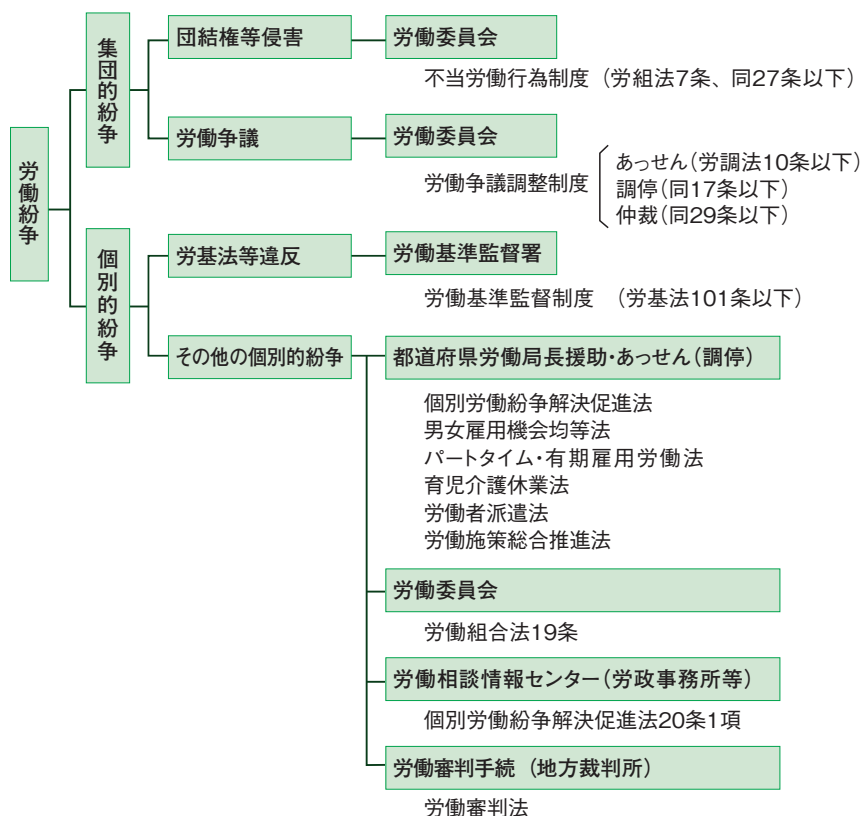 労働紛争
集団的紛争
団結権等侵害
労働委員会
不当労働行為制度（労組法7条、同27条以下）
労働争議
労働委員会
労働争議調整制度
あっせん（労調法10条以下）
調停（同17条以下）
仲裁（同29条以下）
個別的紛争
労基法等違反
労働基準監督署
労働基準監督制度　（労基法101条以下）
その他の個別的紛争
都道府県労働局長援助・あっせん（調停）
個別労働紛争解決促進法
男女雇用機会均等法
パートタイム・有期雇用労働法
育児介護休業法
労働者派遣法
労働施策総合推進法
労働委員会
労働組合法19条
労働相談情報センター（労政事務所等）
個別労働紛争解決促進法20条1項
労働審判手続（地方裁判所）
労働審判法